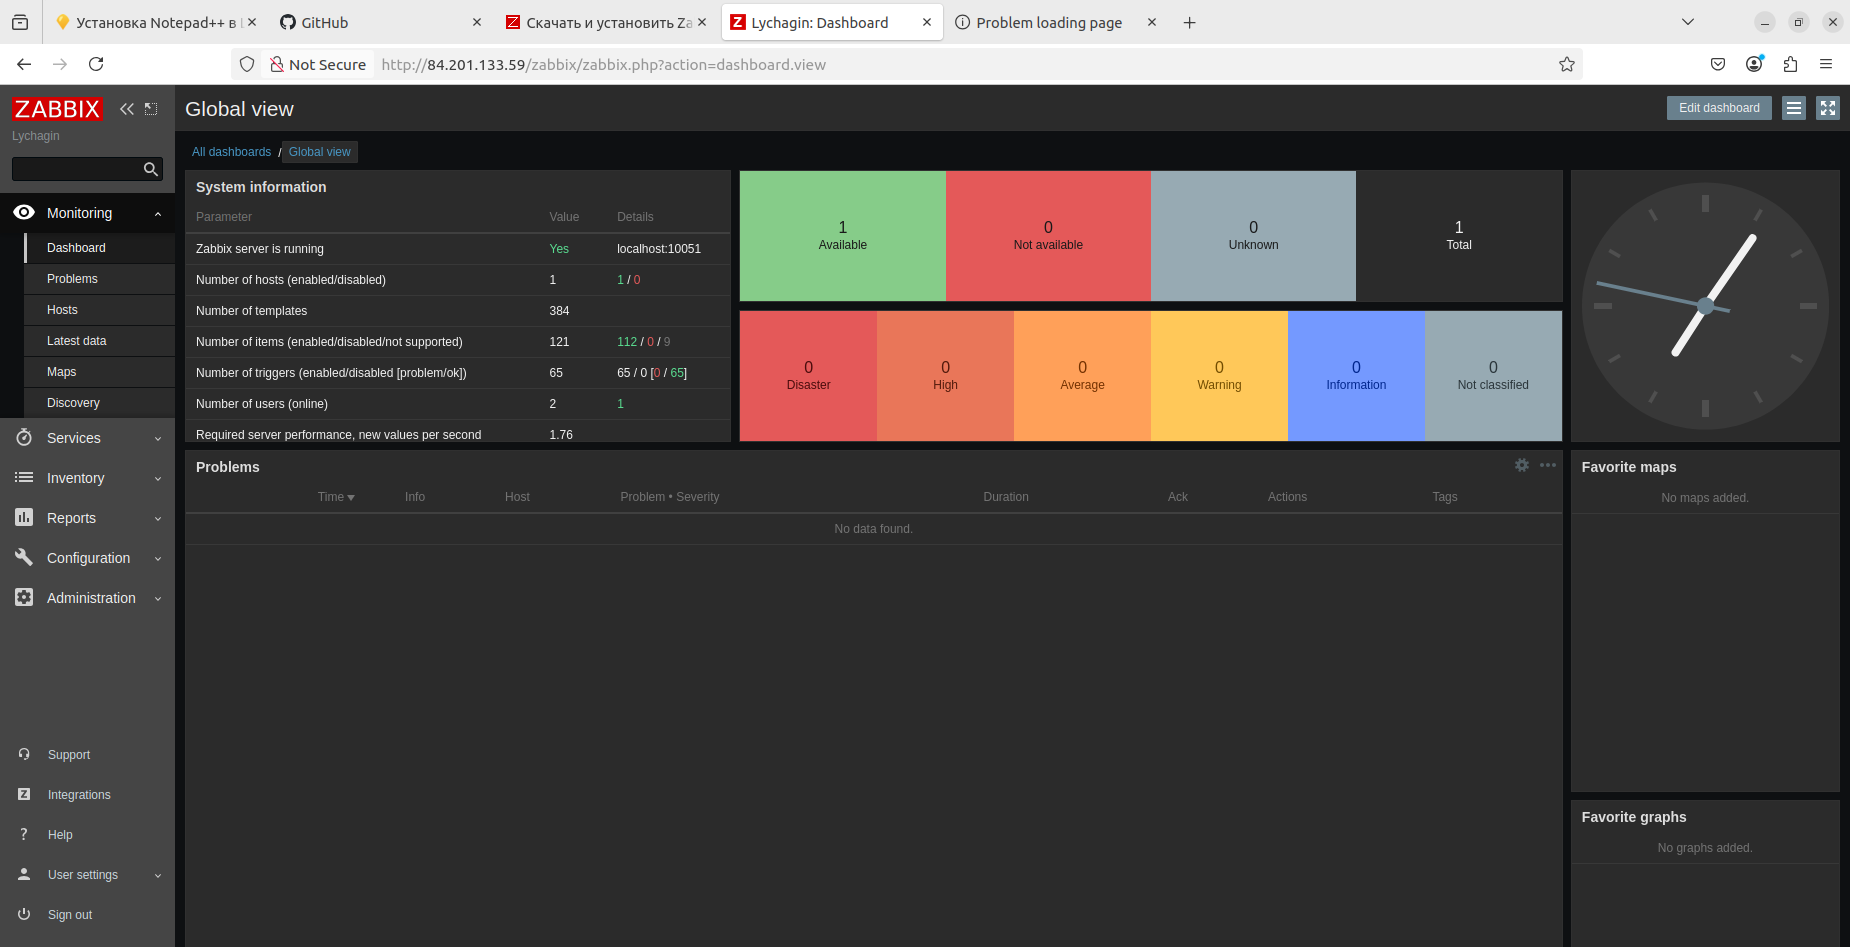 Установка Notepad++ в L
GitHub
Скачать и установить Za
Lychagin: Dashboard
Problem loading page
Not Secure
http://84.201.133.59/zabbix/zabbix.php?action=dashboard.view
ZABBIX
Lychagin
Monitoring
Dashboard
Problems
Hosts
Latest data
Maps
Discovery
Services
Inventory
Reports
Configuration
Administration
Support
Integrations
Help
User settings
Sign out
Global view
Edit dashboard
All dashboards / Global view
System information
Parameter Value Details
Zabbix server is running Yes localhost:10051
Number of hosts (enabled/disabled) 1 1 / 0
Number of templates 384
Number of items (enabled/disabled/not supported) 121 112 / 0 / 9
Number of triggers (enabled/disabled [problem/ok]) 65 65 / 0 [0 / 65]
Number of users (online) 2 1
Required server performance, new values per second 1.76
1 0 0 1
Available Not available Unknown Total
0 0 0 0 0 0
Disaster High Average Warning Information Not classified
Problems
Time Info Host Problem • Severity Duration Ack Actions Tags
No data found.
Favorite maps
No maps added.
Favorite graphs
No graphs added.